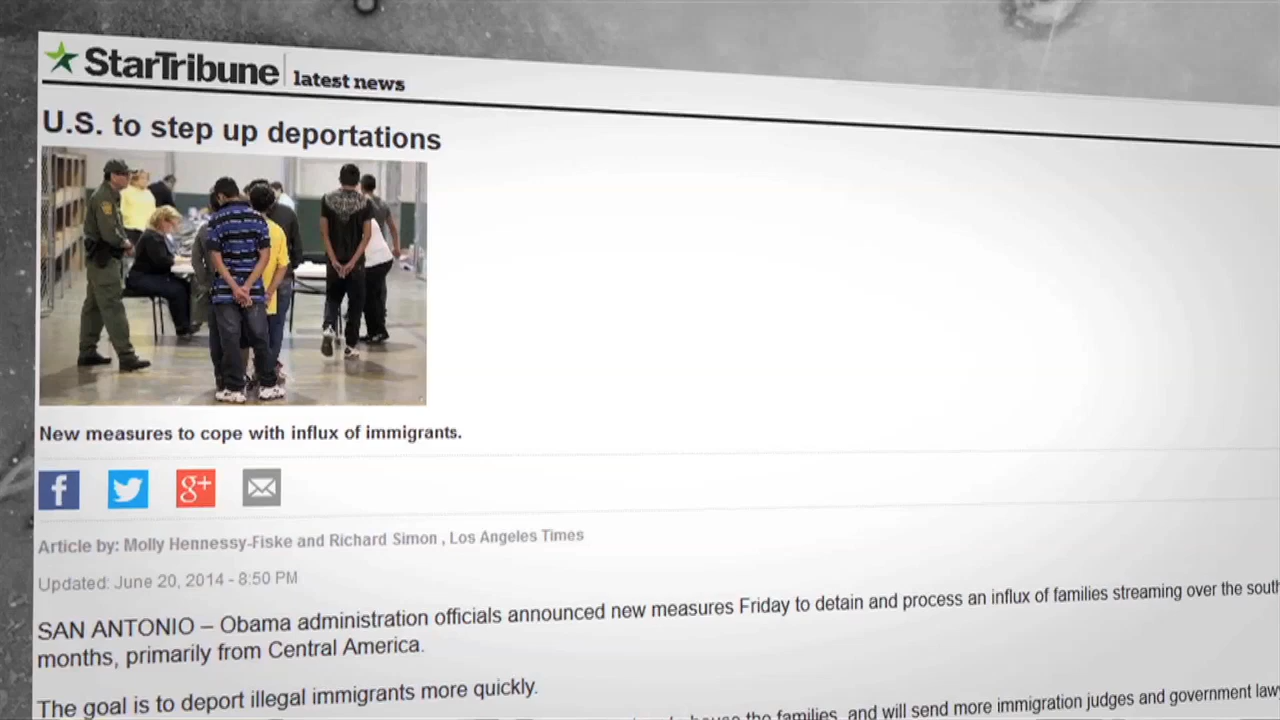 StarTribune latest news
U.S. to step up deportations
New measures to cope with influx of immigrants.
f g+
Article by: Molly Hennessy-Fiske and Richard Simon , Los Angeles Times
Updated: June 20, 2014 - 8:50 PM
SAN ANTONIO – Obama administration officials announced new measures Friday to detain and process an influx of families streaming over the south
months, primarily from Central America.
The goal is to deport illegal immigrants more quickly.
house the families, and will send more immigration judges and government law